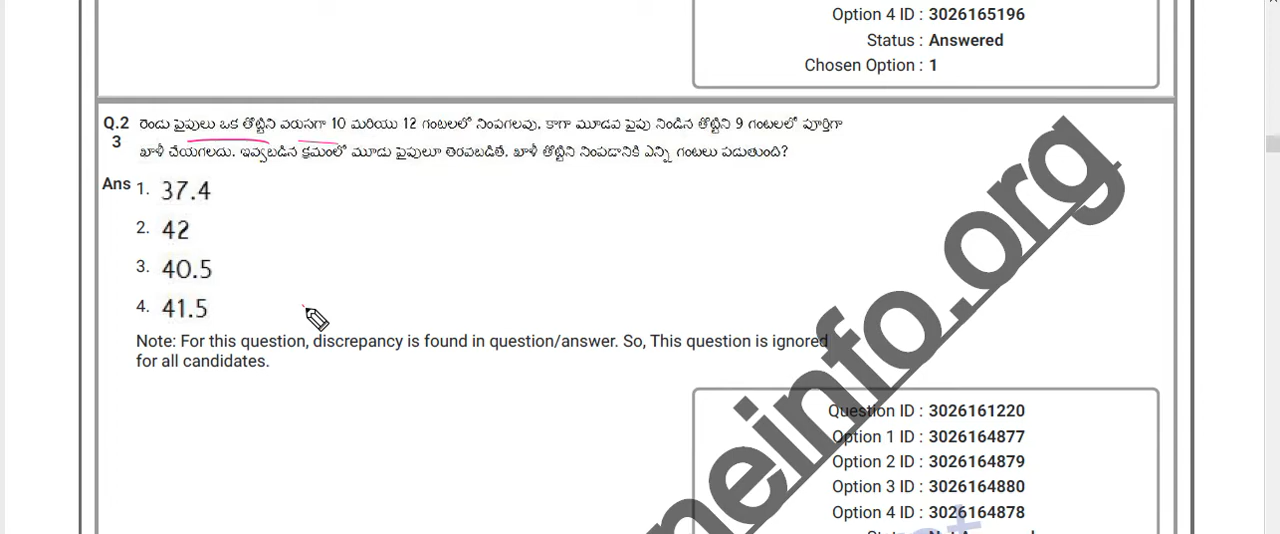 Option 4 ID : 3026165196
Status : Answered
Chosen Option : 1
Q.2 రెండు పైపులు ఒక తొట్టిని వరుసగా 10 మరియు 12 గంటలలో నింపగలవు. కాగా మూడవ పైపు నిండిన తొట్టిని 9 గంటలలో పూర్తిగా
3 ఖాళీ చేయగలదు. ఇవ్వబడిన క్రమంలో మూడు పైపులూ తెరవబడితే, ఖాళీ తొట్టిని నింపడానికి ఎన్ని గంటలు పడుతుంది?
Ans 1. 37.4
2. 42
3. 40.5
4. 41.5
Note: For this question, discrepancy is found in question/answer. So, This question is ignored
for all candidates.
Question ID : 3026161220
Option 1 ID : 3026164877
Option 2 ID : 3026164879
Option 3 ID : 3026164880
Option 4 ID : 3026164878
neinfo.org